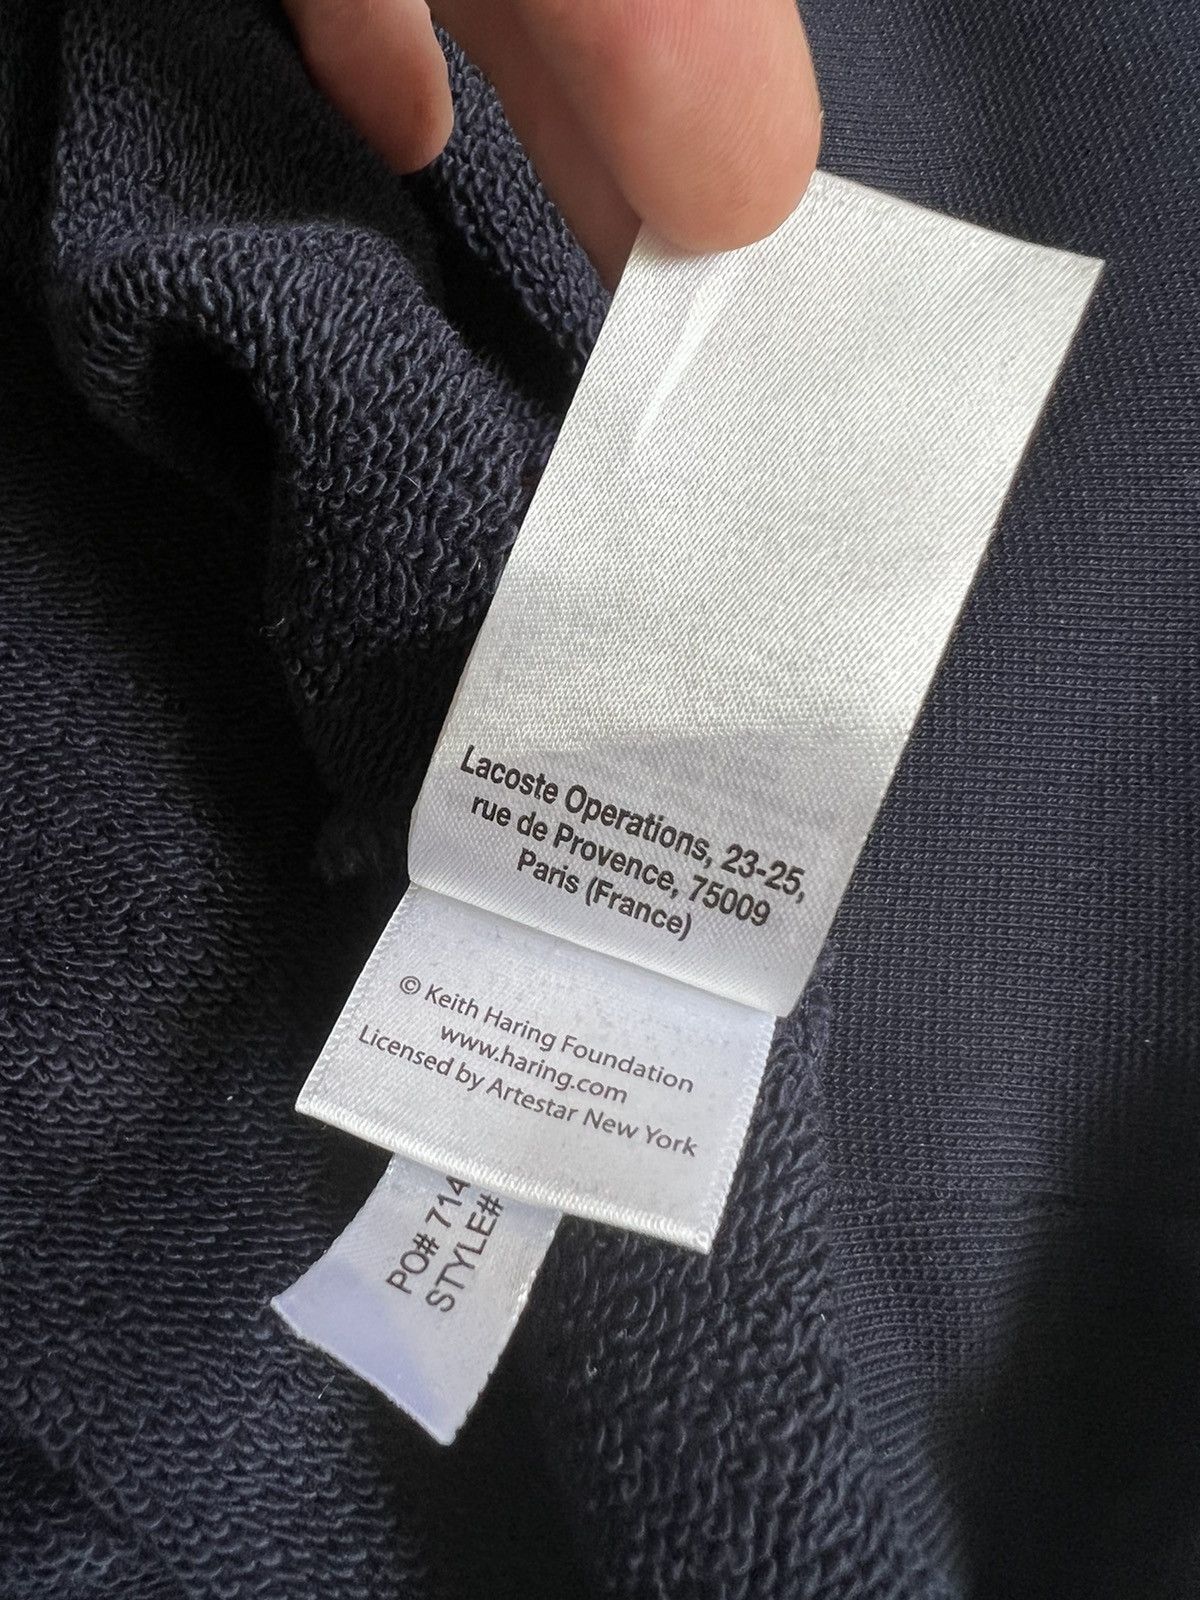 Lacoste Operations, 23-25,
rue de Provence, 75009
Paris (France)
© Keith Haring Foundation
www.haring.com
Licensed by Artestar New York
PO# 714
STYLE#